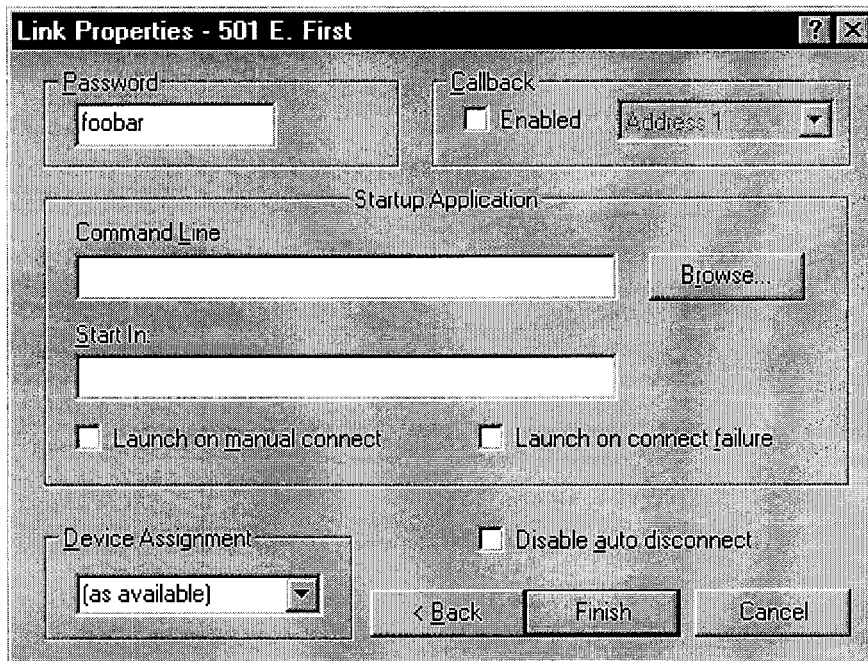 Link Properties - 501 E. First
Password
foobar
Callback
Enabled
Address 1
Startup Application
Command Line
Browse...
Start In:
Launch on manual connect
Launch on connect failure
Device Assignment
(as available)
Disable auto disconnect
< Back
Finish
Cancel